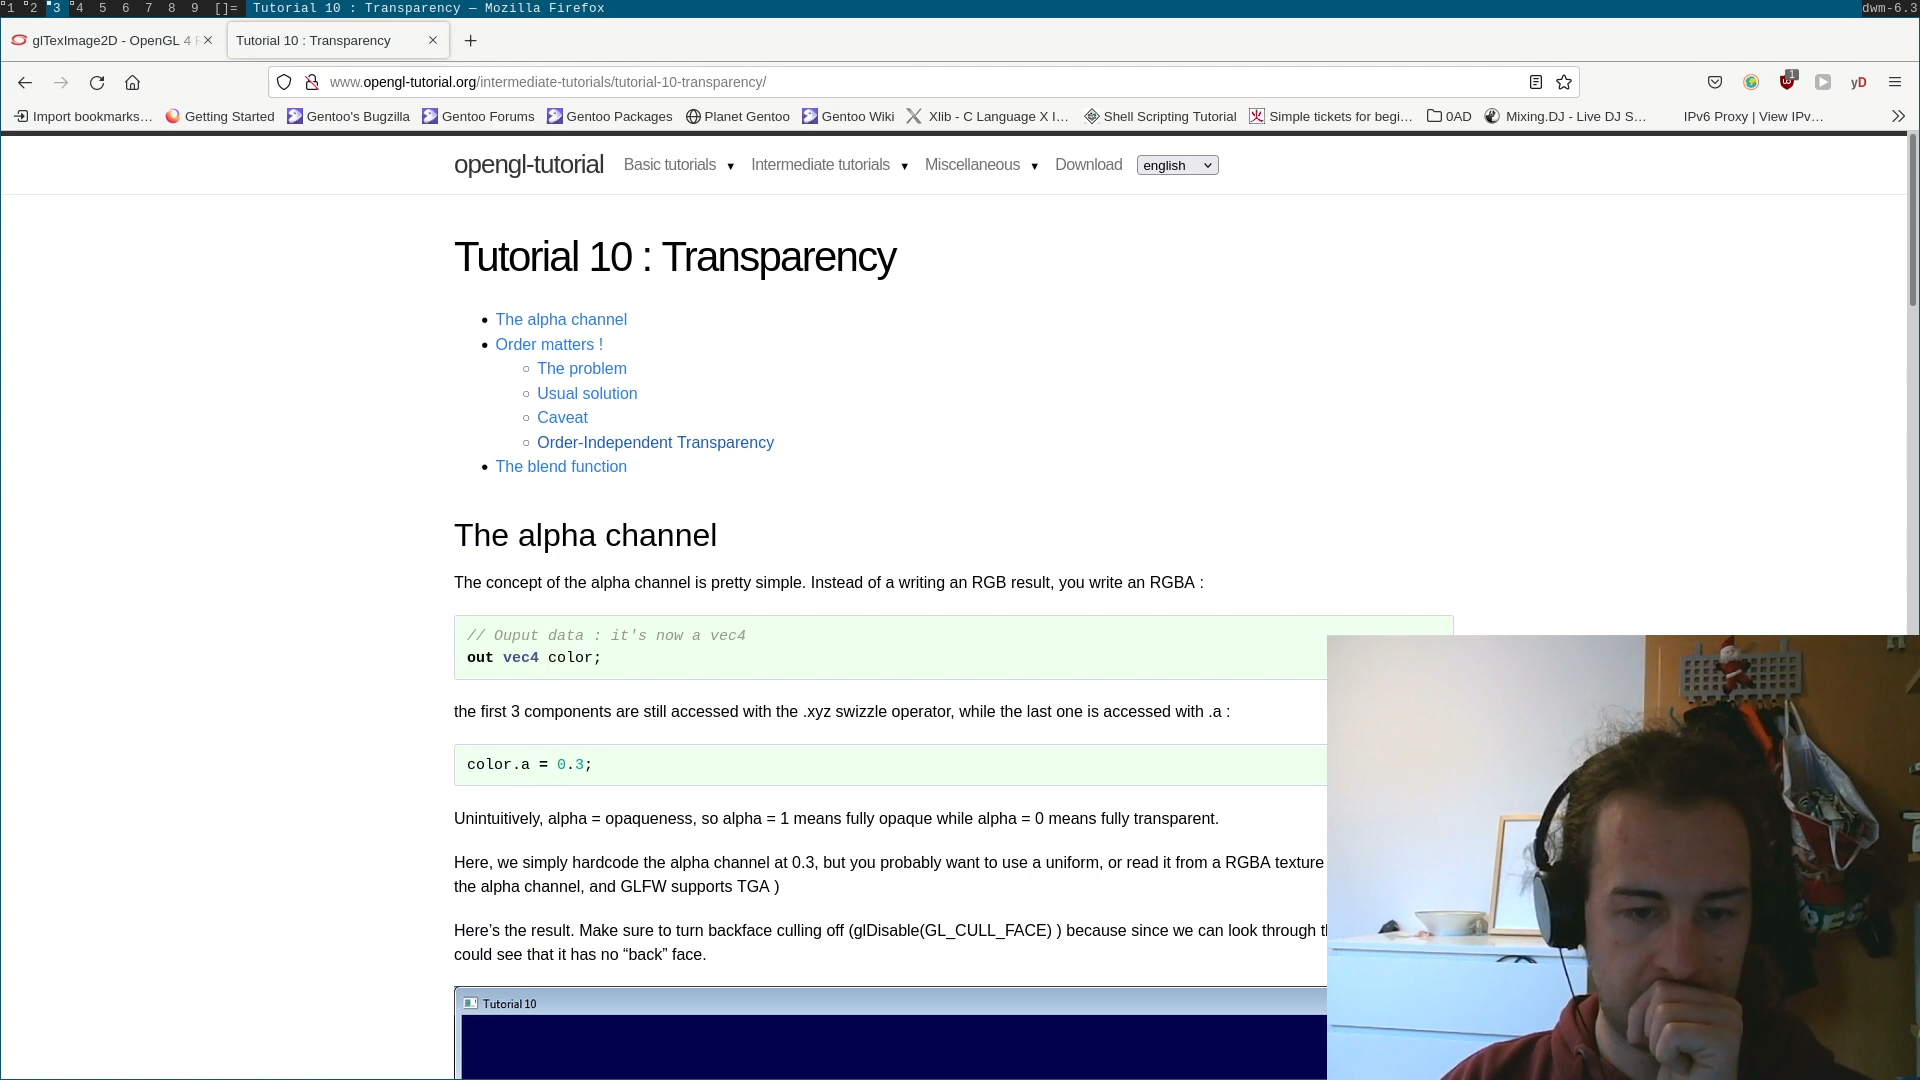 1 2 3 4 5 6 7 8 9 []= Tutorial 10 : Transparency — Mozilla Firefox dwm-6.3
glTexImage2D - OpenGL 4 Tutorial 10 : Transparency
www.opengl-tutorial.org/intermediate-tutorials/tutorial-10-transparency/ 1 yD
Import bookmarks… Getting Started Gentoo's Bugzilla Gentoo Forums Gentoo Packages Planet Gentoo Gentoo Wiki Xlib - C Language X I… Shell Scripting Tutorial Simple tickets for begi… 0AD Mixing.DJ - Live DJ S… IPv6 Proxy | View IPv…
opengl-tutorial Basic tutorials Intermediate tutorials Miscellaneous Download english
Tutorial 10 : Transparency
The alpha channel
Order matters !
The problem
Usual solution
Caveat
Order-Independent Transparency
The blend function
The alpha channel
The concept of the alpha channel is pretty simple. Instead of a writing an RGB result, you write an RGBA :
// Ouput data : it's now a vec4
out vec4 color;
the first 3 components are still accessed with the .xyz swizzle operator, while the last one is accessed with .a :
color.a = 0.3;
Unintuitively, alpha = opaqueness, so alpha = 1 means fully opaque while alpha = 0 means fully transparent.
Here, we simply hardcode the alpha channel at 0.3, but you probably want to use a uniform, or read it from a RGBA texture
the alpha channel, and GLFW supports TGA )
Here’s the result. Make sure to turn backface culling off (glDisable(GL_CULL_FACE) ) because since we can look through
could see that it has no “back” face.
Tutorial 10